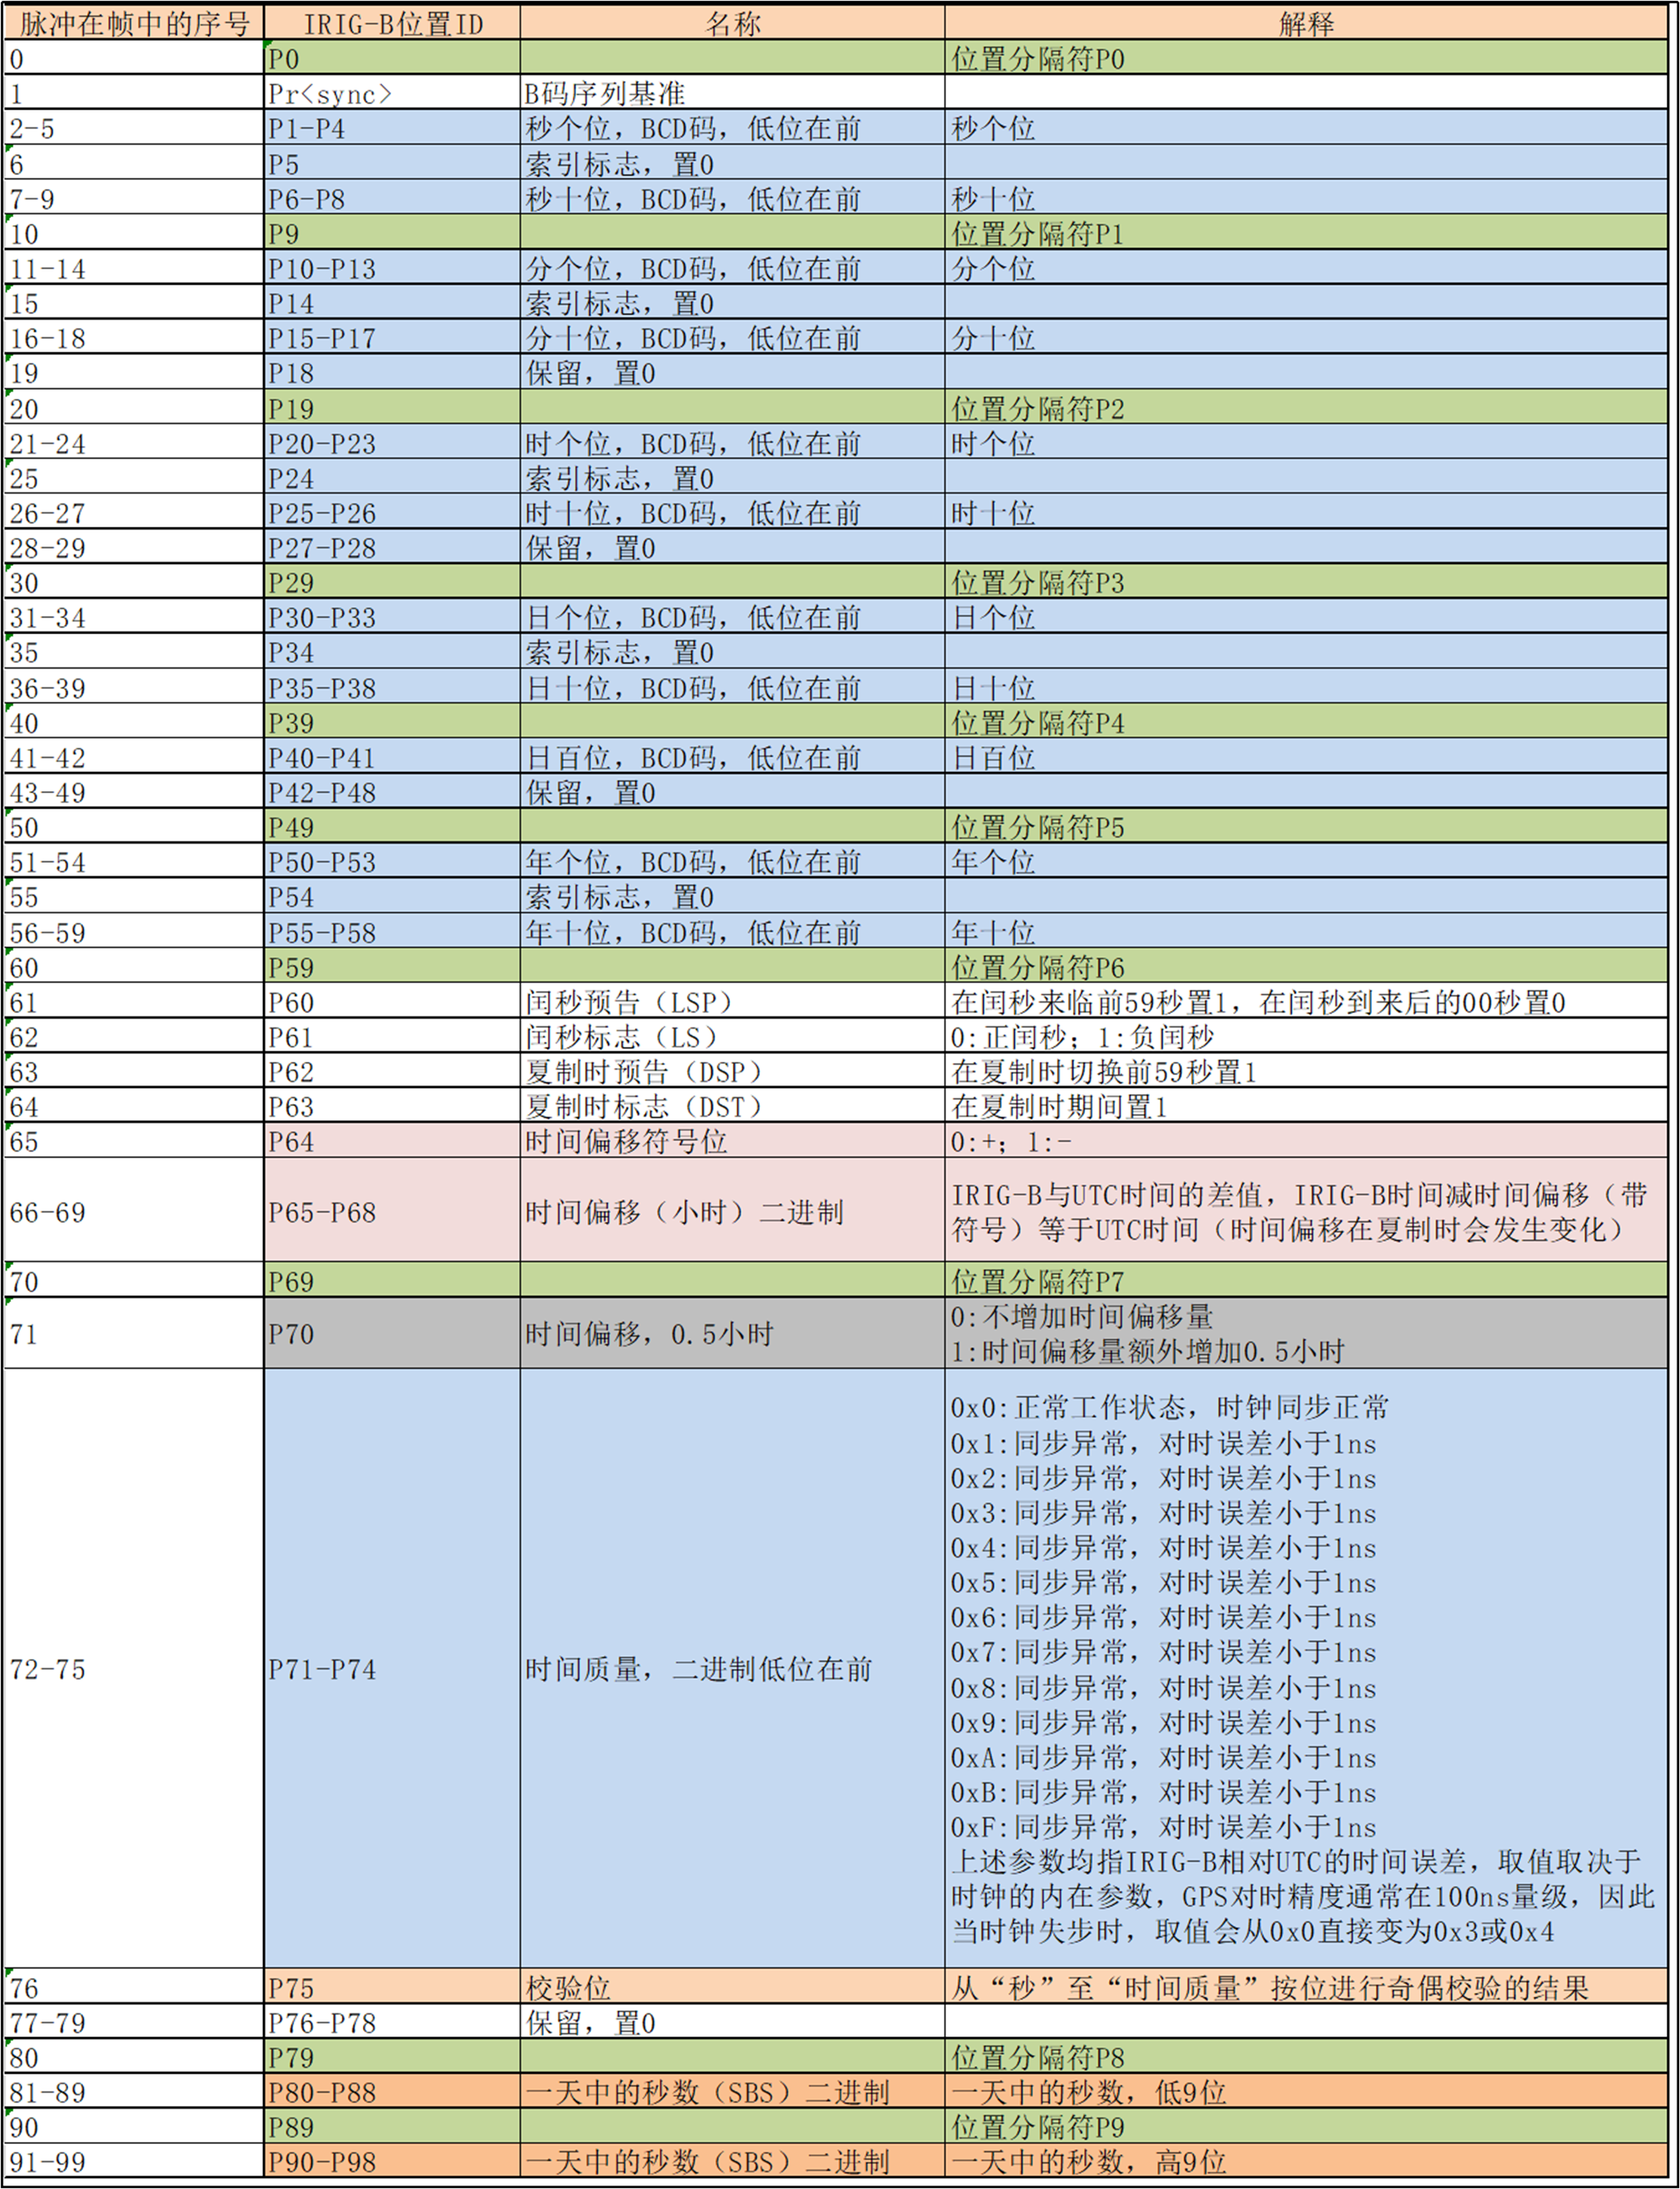 脉冲在帧中的序号 IRIG-B位置ID 名称 解释
0 P0 位置分隔符P0
1 Pr<sync> B码序列基准
2-5 P1-P4 秒个位，BCD码，低位在前 秒个位
6 P5 索引标志，置0
7-9 P6-P8 秒十位，BCD码，低位在前 秒十位
10 P9 位置分隔符P1
11-14 P10-P13 分个位，BCD码，低位在前 分个位
15 P14 索引标志，置0
16-18 P15-P17 分十位，BCD码，低位在前 分十位
19 P18 保留，置0
20 P19 位置分隔符P2
21-24 P20-P23 时个位，BCD码，低位在前 时个位
25 P24 索引标志，置0
26-27 P25-P26 时十位，BCD码，低位在前 时十位
28-29 P27-P28 保留，置0
30 P29 位置分隔符P3
31-34 P30-P33 日个位，BCD码，低位在前 日个位
35 P34 索引标志，置0
36-39 P35-P38 日十位，BCD码，低位在前 日十位
40 P39 位置分隔符P4
41-42 P40-P41 日百位，BCD码，低位在前 日百位
43-49 P42-P48 保留，置0
50 P49 位置分隔符P5
51-54 P50-P53 年个位，BCD码，低位在前 年个位
55 P54 索引标志，置0
56-59 P55-P58 年十位，BCD码，低位在前 年十位
60 P59 位置分隔符P6
61 P60 闰秒预告（LSP） 在闰秒来临前59秒置1，在闰秒到来后的00秒置0
62 P61 闰秒标志（LS） 0:正闰秒；1:负闰秒
63 P62 夏制时预告（DSP） 在夏制时切换前59秒置1
64 P63 夏制时标志（DST） 在夏制时期间置1
65 P64 时间偏移符号位 0:+；1:-
66-69 P65-P68 时间偏移（小时）二进制 IRIG-B与UTC时间的差值，IRIG-B时间减时间偏移（带
符号）等于UTC时间（时间偏移在夏制时会发生变化）
70 P69 位置分隔符P7
71 P70 时间偏移，0.5小时 0:不增加时间偏移量
1:时间偏移量额外增加0.5小时
72-75 P71-P74 时间质量，二进制低位在前 0x0:正常工作状态，时钟同步正常
0x1:同步异常，对时误差小于1ns
0x2:同步异常，对时误差小于1ns
0x3:同步异常，对时误差小于1ns
0x4:同步异常，对时误差小于1ns
0x5:同步异常，对时误差小于1ns
0x6:同步异常，对时误差小于1ns
0x7:同步异常，对时误差小于1ns
0x8:同步异常，对时误差小于1ns
0x9:同步异常，对时误差小于1ns
0xA:同步异常，对时误差小于1ns
0xB:同步异常，对时误差小于1ns
0xF:同步异常，对时误差小于1ns
上述参数均指IRIG-B相对UTC的时间误差，取值取决于
时钟的内在参数，GPS对时精度通常在100ns量级，因此
当时钟失步时，取值会从0x0直接变为0x3或0x4
76 P75 校验位 从“秒”至“时间质量”按位进行奇偶校验的结果
77-79 P76-P78 保留，置0
80 P79 位置分隔符P8
81-89 P80-P88 一天中的秒数（SBS）二进制 一天中的秒数，低9位
90 P89 位置分隔符P9
91-99 P90-P98 一天中的秒数（SBS）二进制 一天中的秒数，高9位